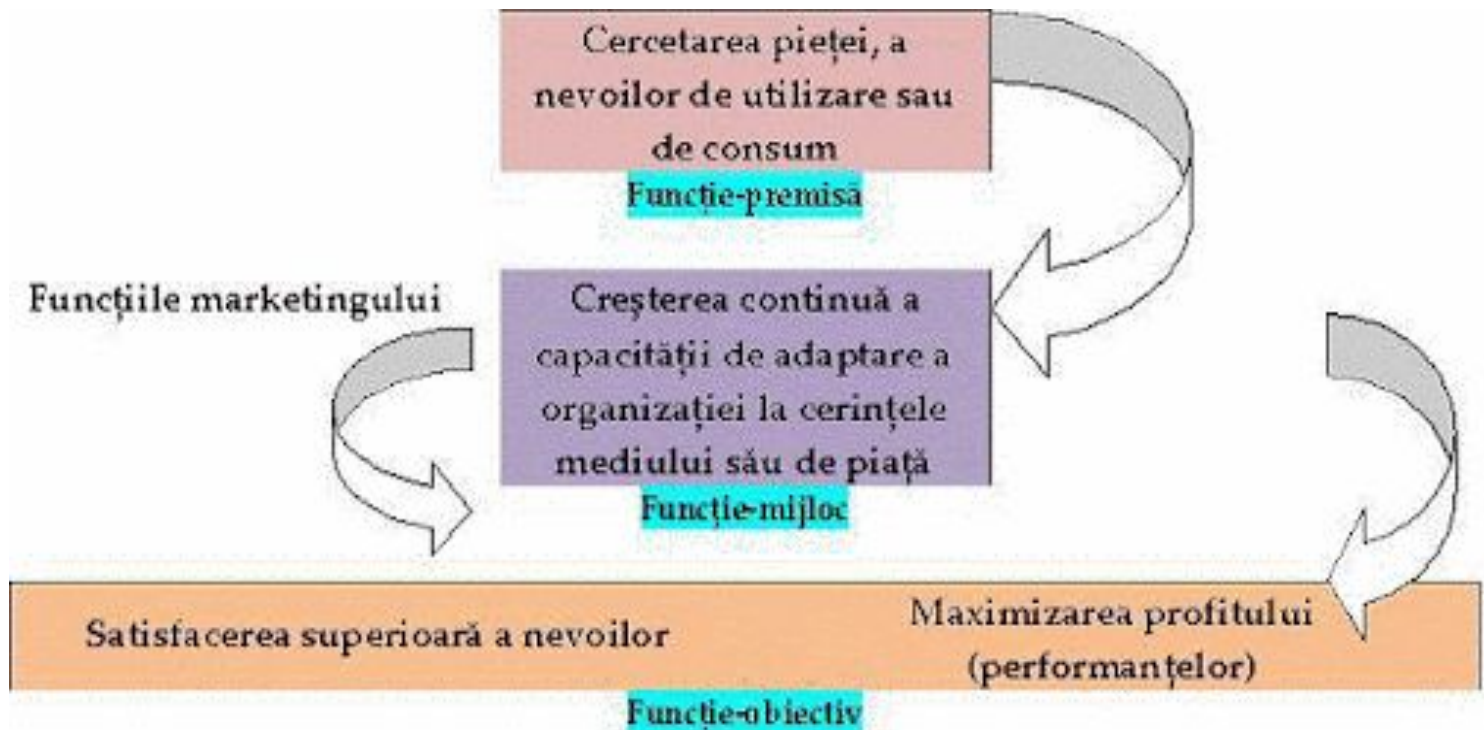 Cercetarea pieței, a
nevoilor de utilizare sau
de consum
Funcție-premisă
Funcțiile marketingului
Creșterea continuă a
capacității de adaptare a
organizației la cerințele
mediului său de piață
Funcție-mijloc
Satisfacerea superioară a nevoilor
Maximizarea profitului
(performanțelor)
Funcție-obiectiv